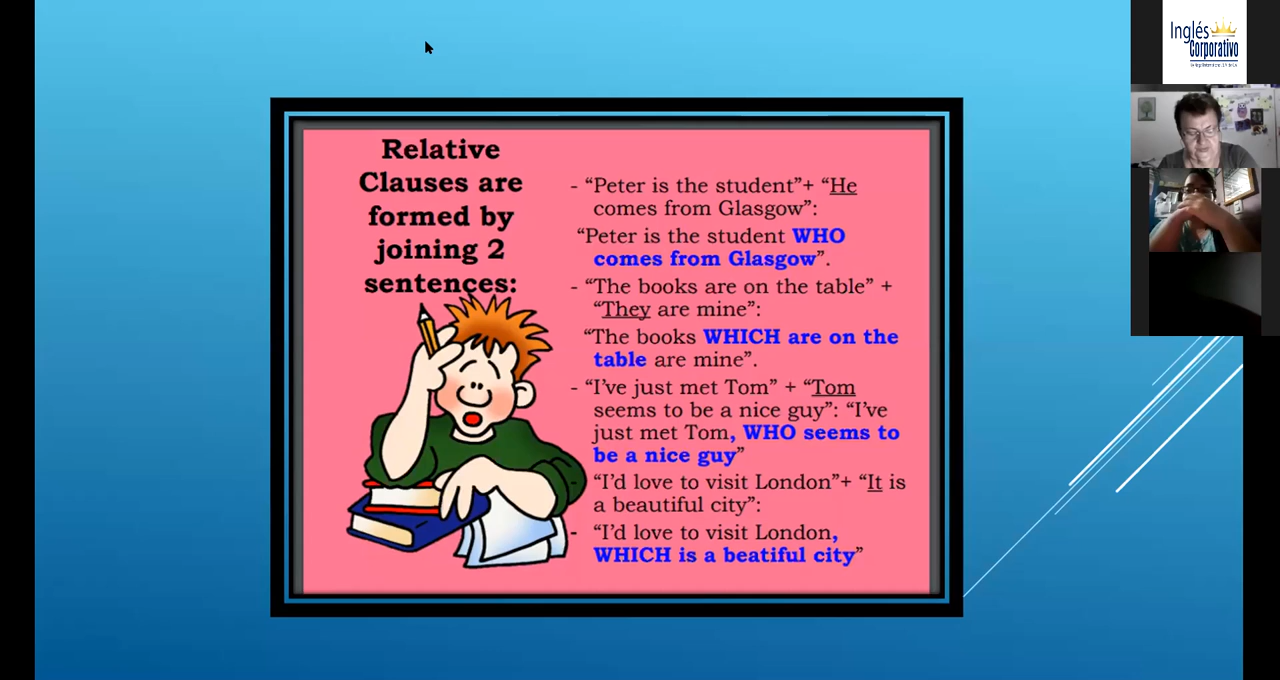 Relative
Clauses are
formed by
joining 2
sentences:
- “Peter is the student”+ “He
comes from Glasgow”:
“Peter is the student WHO
comes from Glasgow”.
- “The books are on the table” +
“They are mine”:
“The books WHICH are on the
table are mine”.
- “I’ve just met Tom” + “Tom
seems to be a nice guy”: “I’ve
just met Tom, WHO seems to
be a nice guy”
“I’d love to visit London”+ “It is
a beautiful city”:
- “I’d love to visit London,
WHICH is a beatiful city”
Inglés
Corporativo